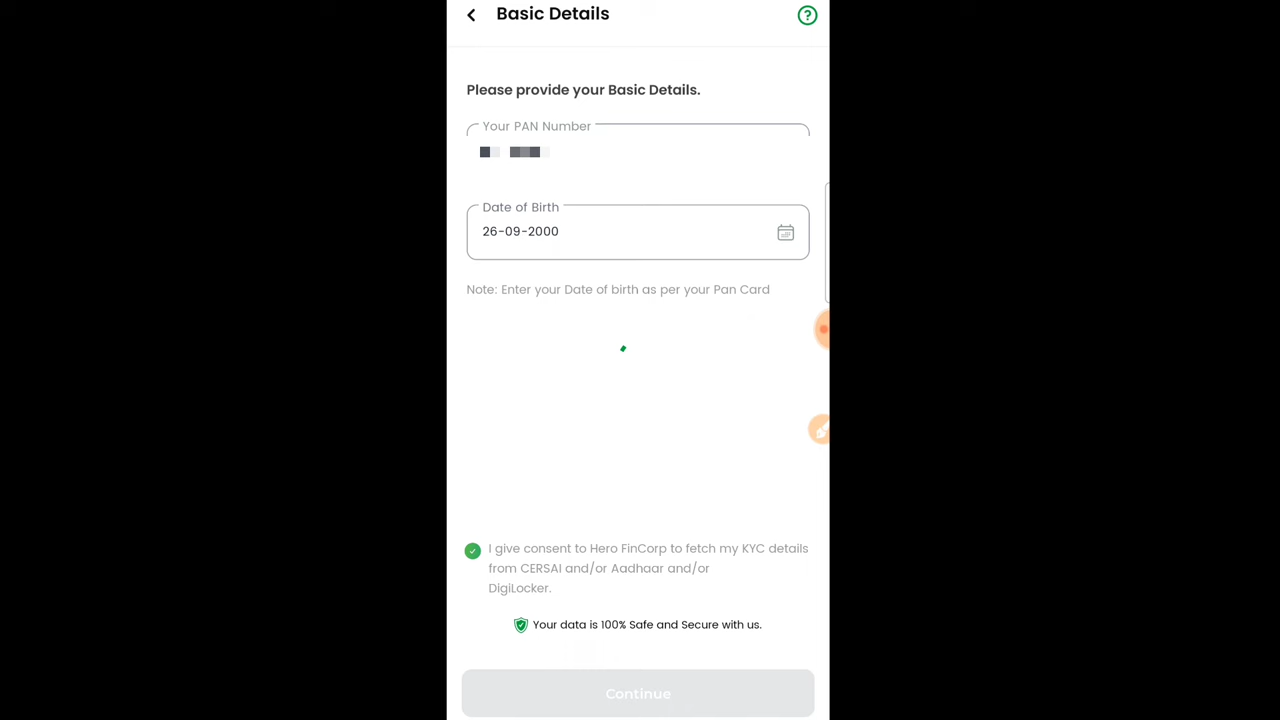 Basic Details
Please provide your Basic Details.
Your PAN Number
Date of Birth
26-09-2000
Note: Enter your Date of birth as per your Pan Card
I give consent to Hero FinCorp to fetch my KYC details
from CERSAI and/or Aadhaar and/or
DigiLocker.
Your data is 100% Safe and Secure with us.
Continue